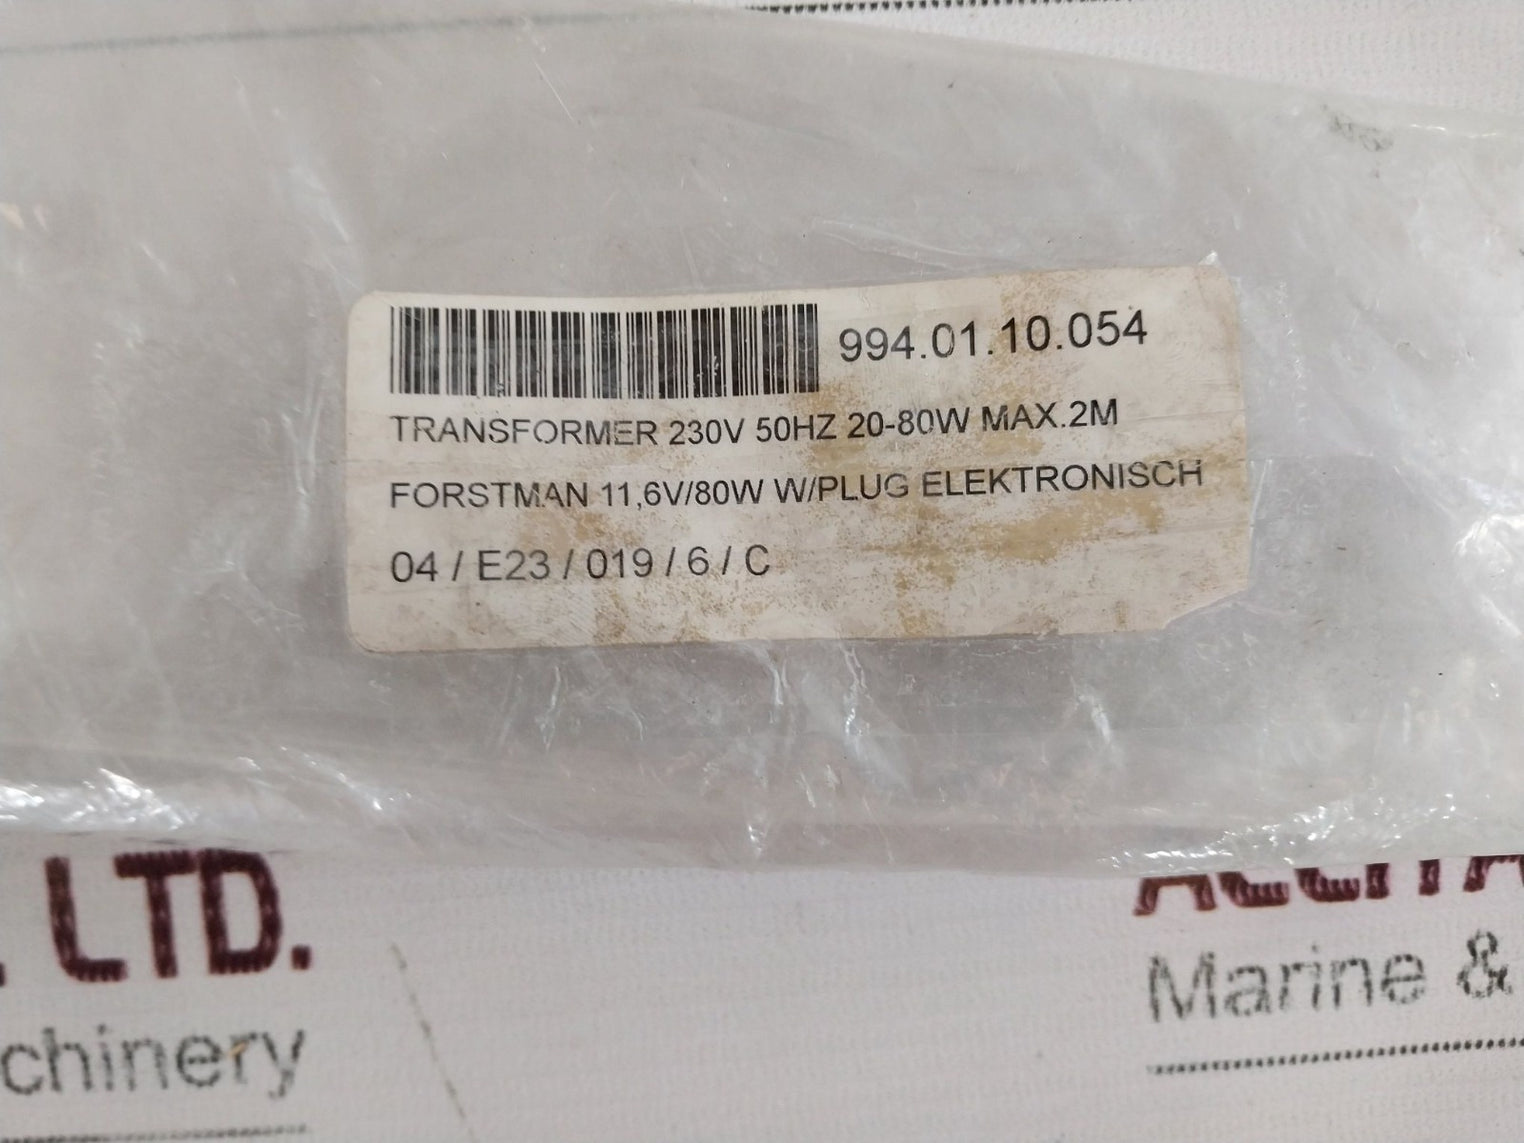 994.01.10.054
TRANSFORMER 230V 50HZ 20-80W MAX.2M
FORSTMAN 11,6V/80W W/PLUG ELEKTRONISCH
04 / E23 / 019 / 6 / C
LTD.
chinery
Marine &